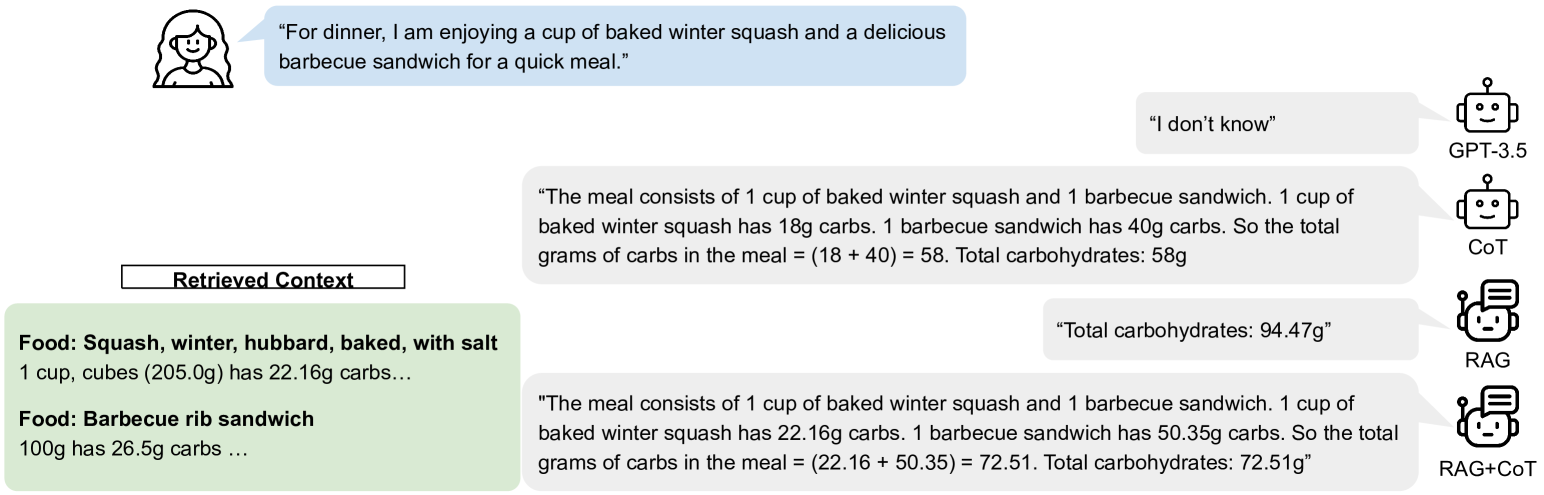 “For dinner, I am enjoying a cup of baked winter squash and a delicious
barbecue sandwich for a quick meal.”
“I don’t know”
GPT-3.5
“The meal consists of 1 cup of baked winter squash and 1 barbecue sandwich. 1 cup of
baked winter squash has 18g carbs. 1 barbecue sandwich has 40g carbs. So the total
grams of carbs in the meal = (18 + 40) = 58. Total carbohydrates: 58g
CoT
Retrieved Context
Food: Squash, winter, hubbard, baked, with salt
1 cup, cubes (205.0g) has 22.16g carbs…
Food: Barbecue rib sandwich
100g has 26.5g carbs …
“Total carbohydrates: 94.47g”
RAG
"The meal consists of 1 cup of baked winter squash and 1 barbecue sandwich. 1 cup of
baked winter squash has 22.16g carbs. 1 barbecue sandwich has 50.35g carbs. So the total
grams of carbs in the meal = (22.16 + 50.35) = 72.51. Total carbohydrates: 72.51g”
RAG+CoT